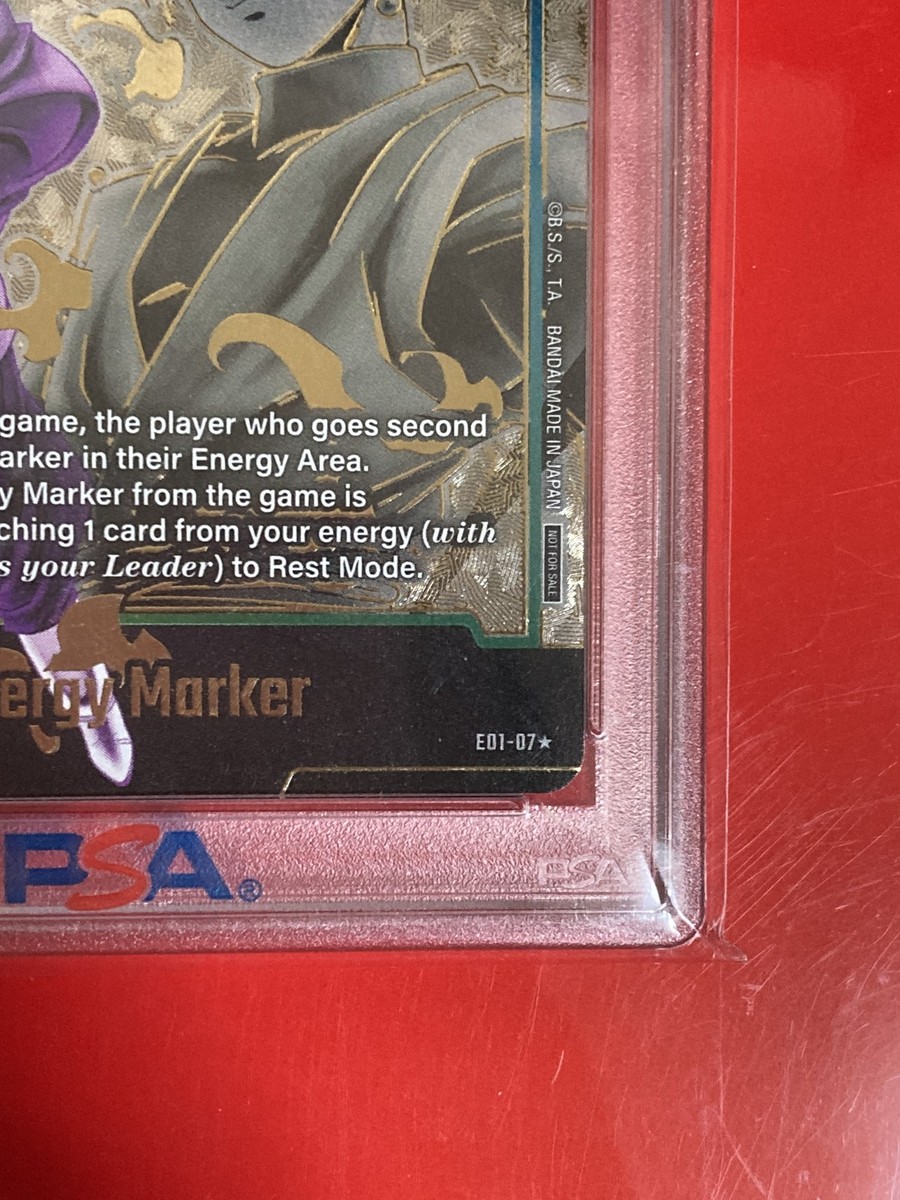 game, the player who goes second
arker in their Energy Area.
y Marker from the game is
ching 1 card from your energy (with
s your Leader) to Rest Mode.
©B.S./S., T.A. BANDAI MADE IN JAPAN NOT FOR SALE
ergy Marker
E01-07★
PSA®
PSA